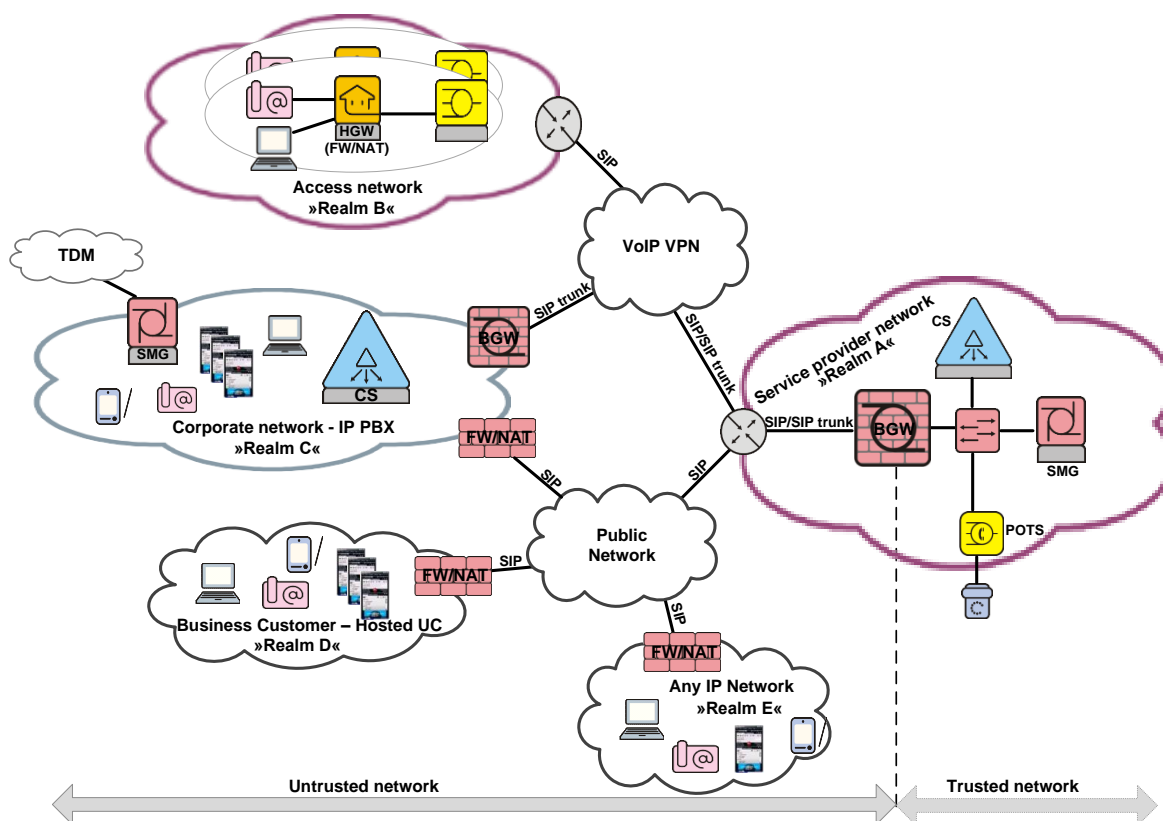 HGW
(FW/NAT)
Access network
»Realm B«
SIP
VoIP VPN
TDM
SIP trunk
BGW
SMG
CS
Corporate network - IP PBX
»Realm C«
FW/NAT
SIP
SIP/SIP trunk
Service provider network
»Realm A«
CS
SIP/SIP trunk
BGW
SMG
POTS
SIP
Public
Network
SIP
FW/NAT
Business Customer – Hosted UC
»Realm D«
SIP
FW/NAT
Any IP Network
»Realm E«
Untrusted network
Trusted network